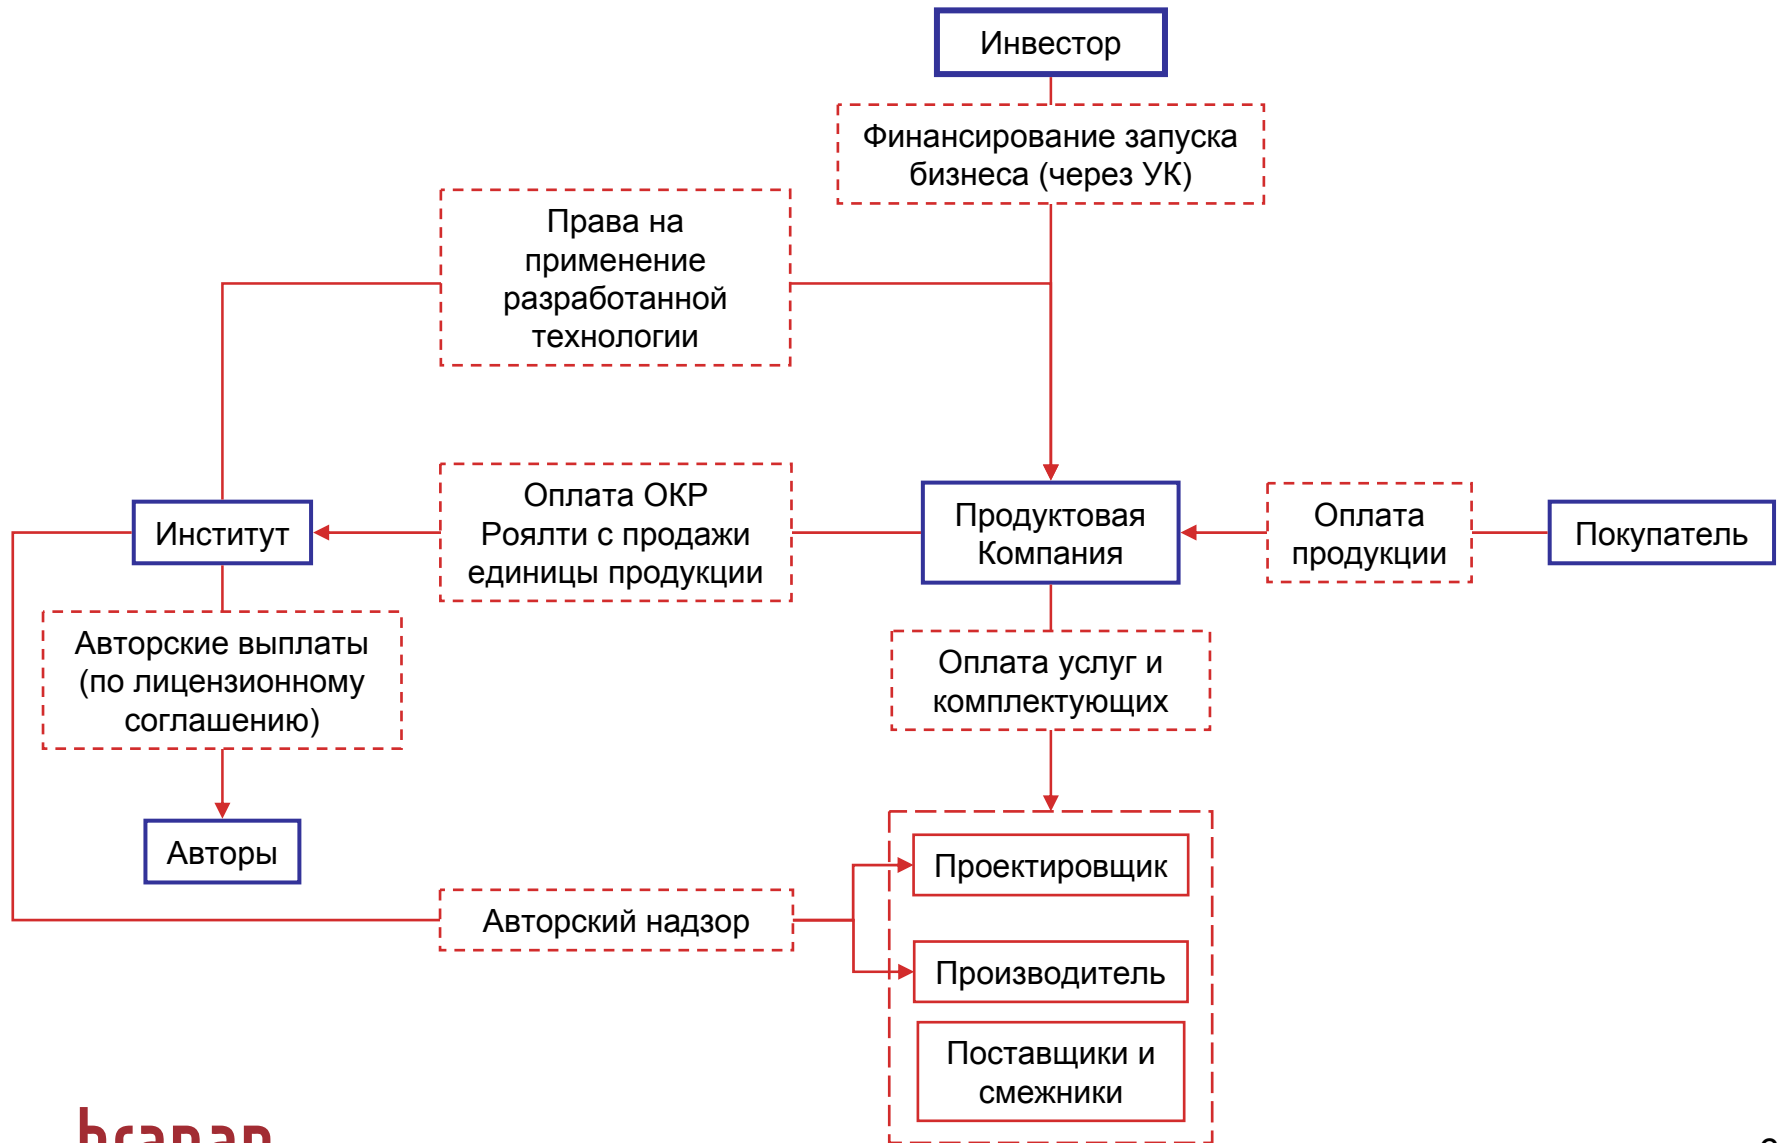 Инвестор
Финансирование запуска
бизнеса (через УК)
Права на
применение
разработанной
технологии
Институт
Оплата ОКР
Роялти с продажи
единицы продукции
Продуктовая
Компания
Оплата
продукции
Покупатель
Авторские выплаты
(по лицензионному
соглашению)
Оплата услуг и
комплектующих
Авторы
Проектировщик
Авторский надзор
Производитель
Поставщики и
смежники